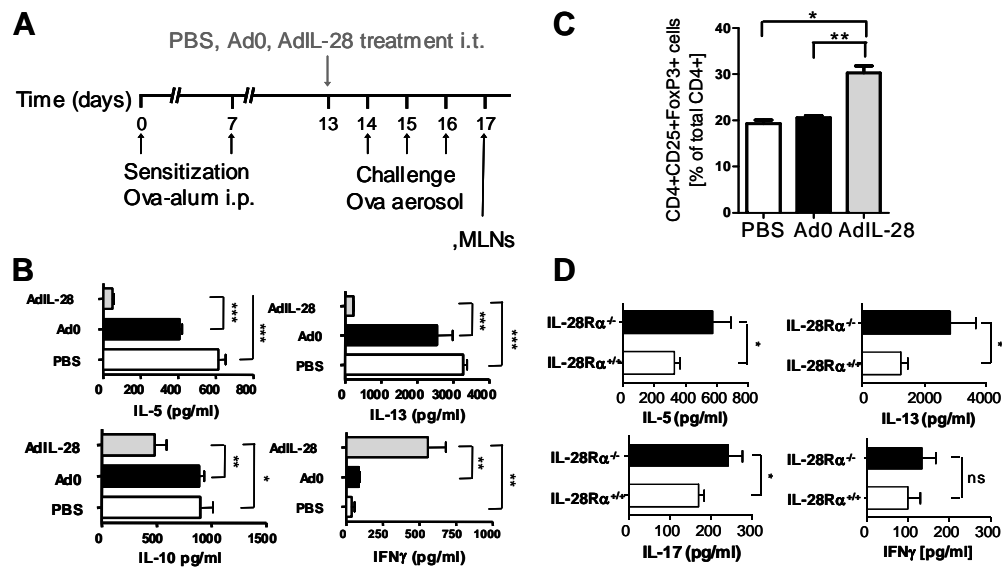 A
PBS, Ad0, AdIL-28 treatment i.t.
Time (days)
0 7 13 14 15 16 17
Sensitization
Ova-alum i.p.
Challenge
Ova aerosol
,MLNs
B
AdIL-28
Ad0
PBS
***
***
0 200 400 600 800
IL-5 (pg/ml)
AdIL-28
Ad0
PBS
***
***
0 1000 2000 3000 4000
IL-13 (pg/ml)
AdIL-28
Ad0
PBS
**
*
0 500 1000 1500
IL-10 pg/ml)
AdIL-28
Ad0
PBS
**
**
0 250 500 750 1000
IFNγ (pg/ml)
C
CD4+CD25+FoxP3+ cells
[% of total CD4+]
40
30
20
10
0
*
**
PBS Ad0 AdIL-28
D
IL-28Rα-/-
IL-28Rα+/+
*
0 200 400 600 800
IL-5 (pg/ml)
IL-28Rα-/-
IL-28Rα+/+
*
0 2000 4000
IL-13 (pg/ml)
IL-28Rα-/-
IL-28Rα+/+
*
0 100 200 300
IL-17 (pg/ml)
IL-28Rα-/-
IL-28Rα+/+
ns
0 100 200 300
IFNγ [pg/ml]